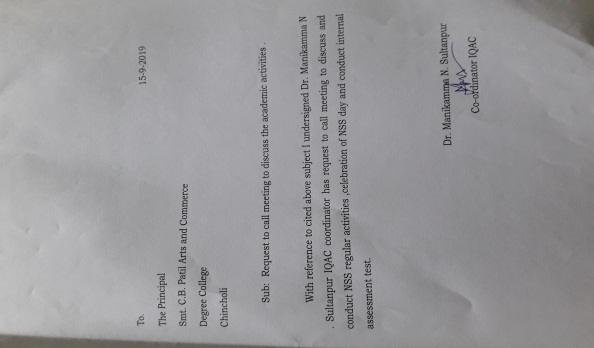 15-9-2019
To.
The Principal
Smt. C.B. Patil Arts and Commerce
Degree College
Chincholi
Sub: Request to call meeting to discuss the academic activities .
With reference to cited above subject I undersigned Dr. Manikamma N
. Sultanpur IQAC coordinator has request to call meeting to discuss and
conduct NSS regular activities ,celebration of NSS day and conduct internal
assessment test.
Dr. Manikamma N. Sultanpur
Co-ordinator IQAC